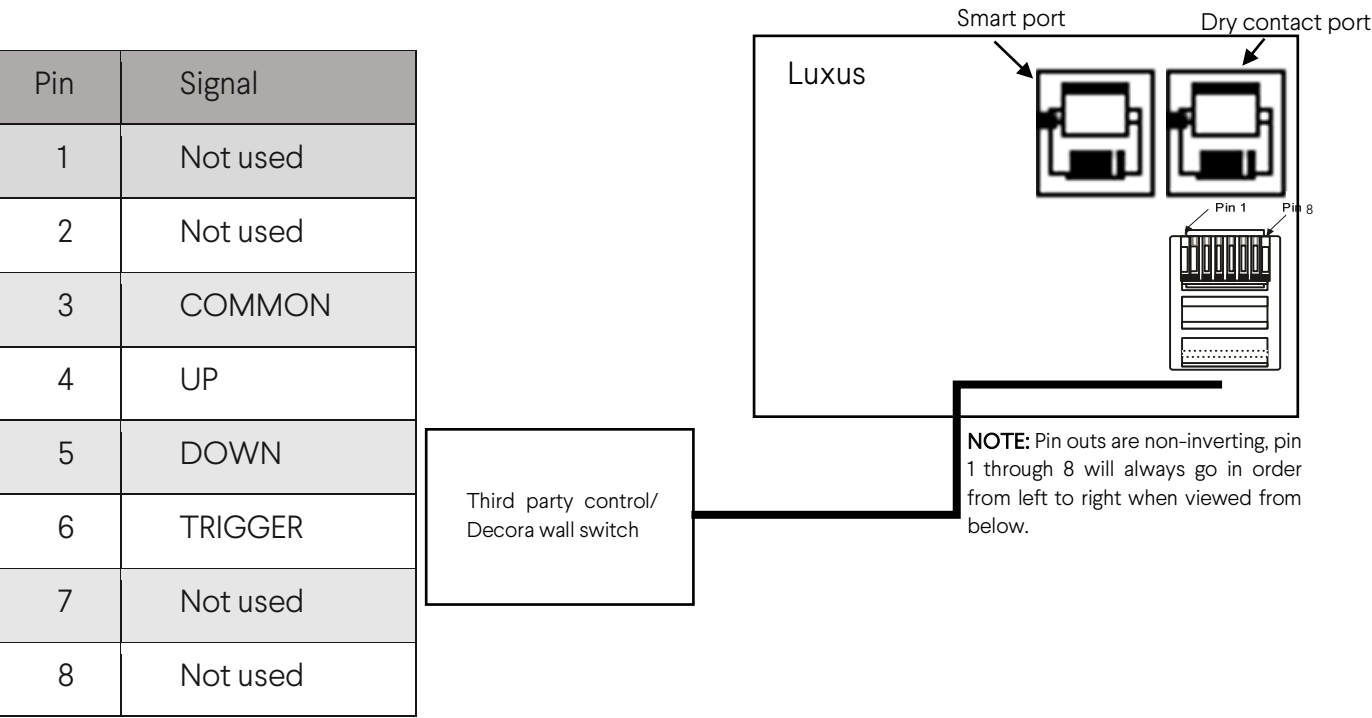 Pin Signal
1 Not used
2 Not used
3 COMMON
4 UP
5 DOWN
6 TRIGGER
7 Not used
8 Not used
Smart port
Dry contact port
Luxus
Pin 1
Pin 8
Third party control/
Decora wall switch
NOTE: Pin outs are non-inverting, pin
1 through 8 will always go in order
from left to right when viewed from
below.